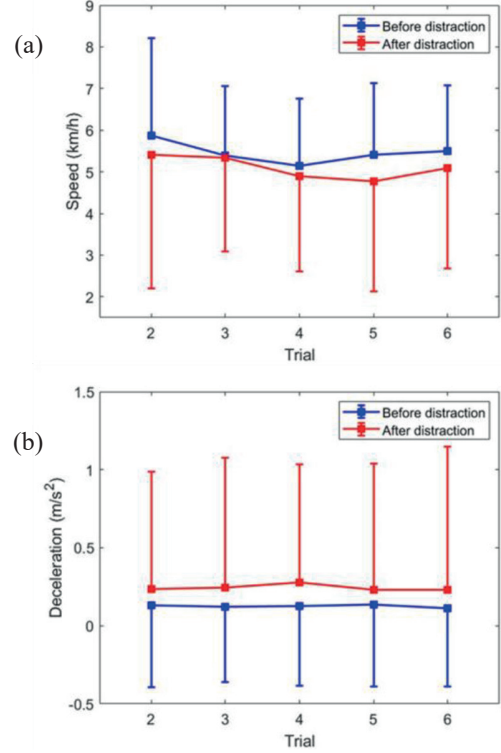 (a)
9
8
7
6
5
4
3
2
Speed (km/h)
Before distraction
After distraction
2 3 4 5 6
Trial
(b)
1.5
1
0.5
0
-0.5
Deceleration (m/s²)
Before distraction
After distraction
2 3 4 5 6
Trial